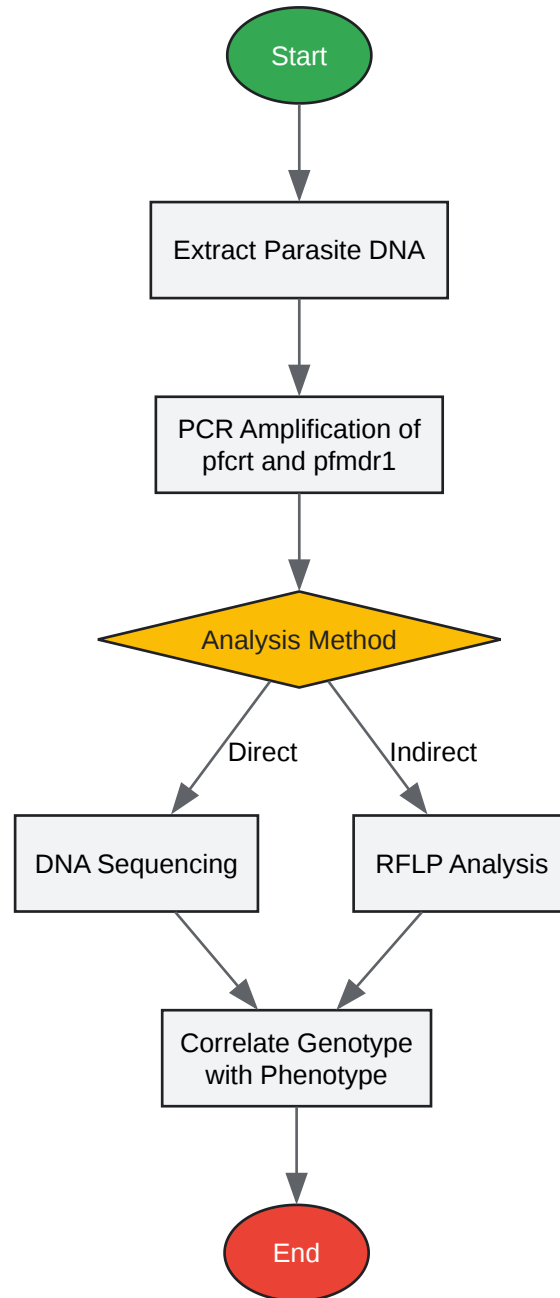 Start
Extract Parasite DNA
PCR Amplification of
pfcrt and pfmdr1
Analysis Method
Direct
Indirect
DNA Sequencing
RFLP Analysis
Correlate Genotype
with Phenotype
End